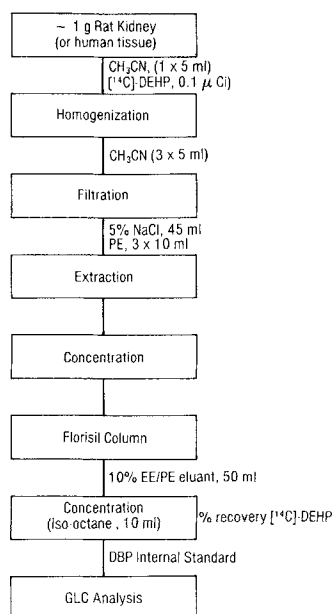 ~ 1 g Rat Kidney
(or human tissue)
CH₃CN, (1 x 5 ml)
[¹⁴C]-DEHP, 0.1 μ Ci)
Homogenization
CH₃CN (3 x 5 ml)
Filtration
5% NaCl, 45 ml
PE, 3 x 10 ml
Extraction
Concentration
Florisil Column
10% EE/PE eluant, 50 ml
Concentration
(iso-octane, 10 ml)
% recovery [¹⁴C]-DEHP
DBP Internal Standard
GLC Analysis